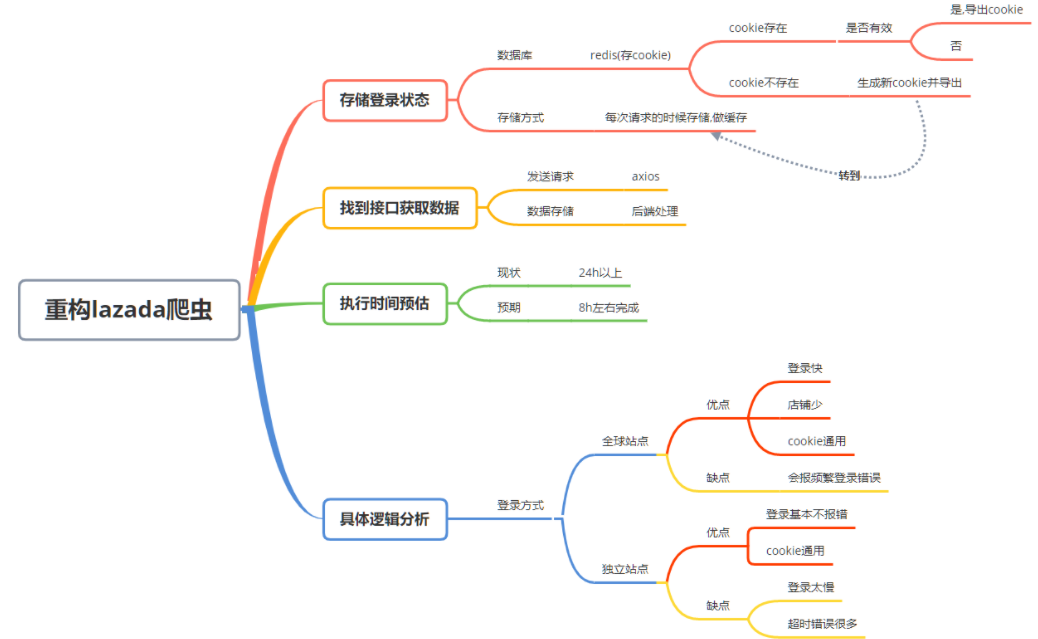 重构lazada爬虫
存储登录状态
数据库
redis(存cookie)
cookie存在
是否有效
是,导出cookie
否
cookie不存在
生成新cookie并导出
存储方式
每次请求的时候存储,做缓存
转到
找到接口获取数据
发送请求
axios
数据存储
后端处理
执行时间预估
现状
24h以上
预期
8h左右完成
具体逻辑分析
登录方式
全球站点
优点
登录快
店铺少
cookie通用
缺点
会报频繁登录错误
独立站点
优点
登录基本不报错
cookie通用
缺点
登录太慢
超时错误很多